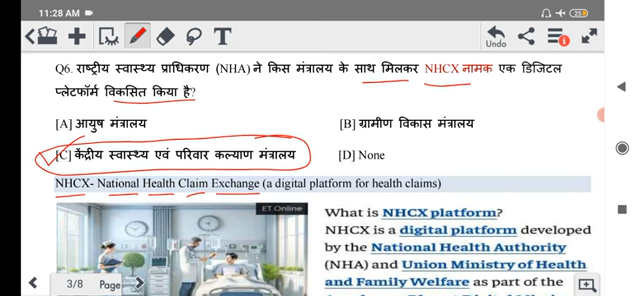 11:28 AM
Undo
T
Q6. राष्ट्रीय स्वास्थ्य प्राधिकरण (NHA) ने किस मंत्रालय के साथ मिलकर NHCX नामक एक डिजिटल
प्लेटफॉर्म विकसित किया है?
[A] आयुष मंत्रालय
[B] ग्रामीण विकास मंत्रालय
[C] केंद्रीय स्वास्थ्य एवं परिवार कल्याण मंत्रालय
[D] None
NHCX- National Health Claim Exchange (a digital platform for health claims)
ET Online
What is NHCX platform?
NHCX is a digital platform developed
by the National Health Authority
(NHA) and Union Ministry of Health
and Family Welfare as part of the
3/8 Page